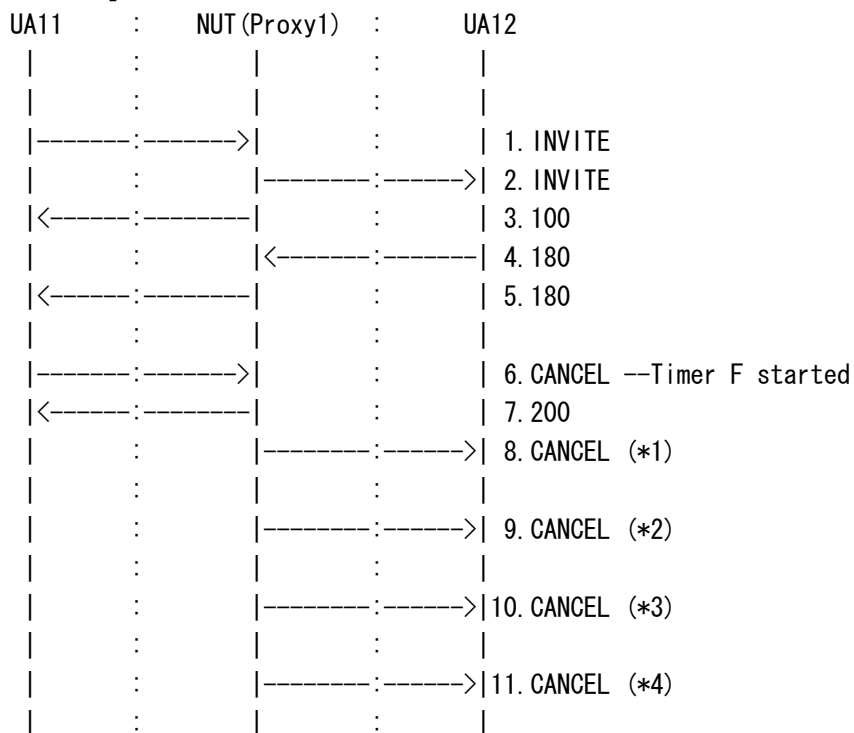 UA11 : NUT(Proxy1) : UA12
| : | : |
| : | : |
|-------:------->| : | 1. INVITE
| : |--------:------>| 2. INVITE
|<------:--------| : | 3. 100
| : |<-------:-------| 4. 180
|<------:--------| : | 5. 180
| : | : |
|-------:------->| : | 6. CANCEL --Timer F started
|<------:--------| : | 7. 200
| : |--------:------>| 8. CANCEL (*1)
| : | : |
| : |--------:------>| 9. CANCEL (*2)
| : | : |
| : |--------:------>|10. CANCEL (*3)
| : | : |
| : |--------:------>|11. CANCEL (*4)
| : | : |